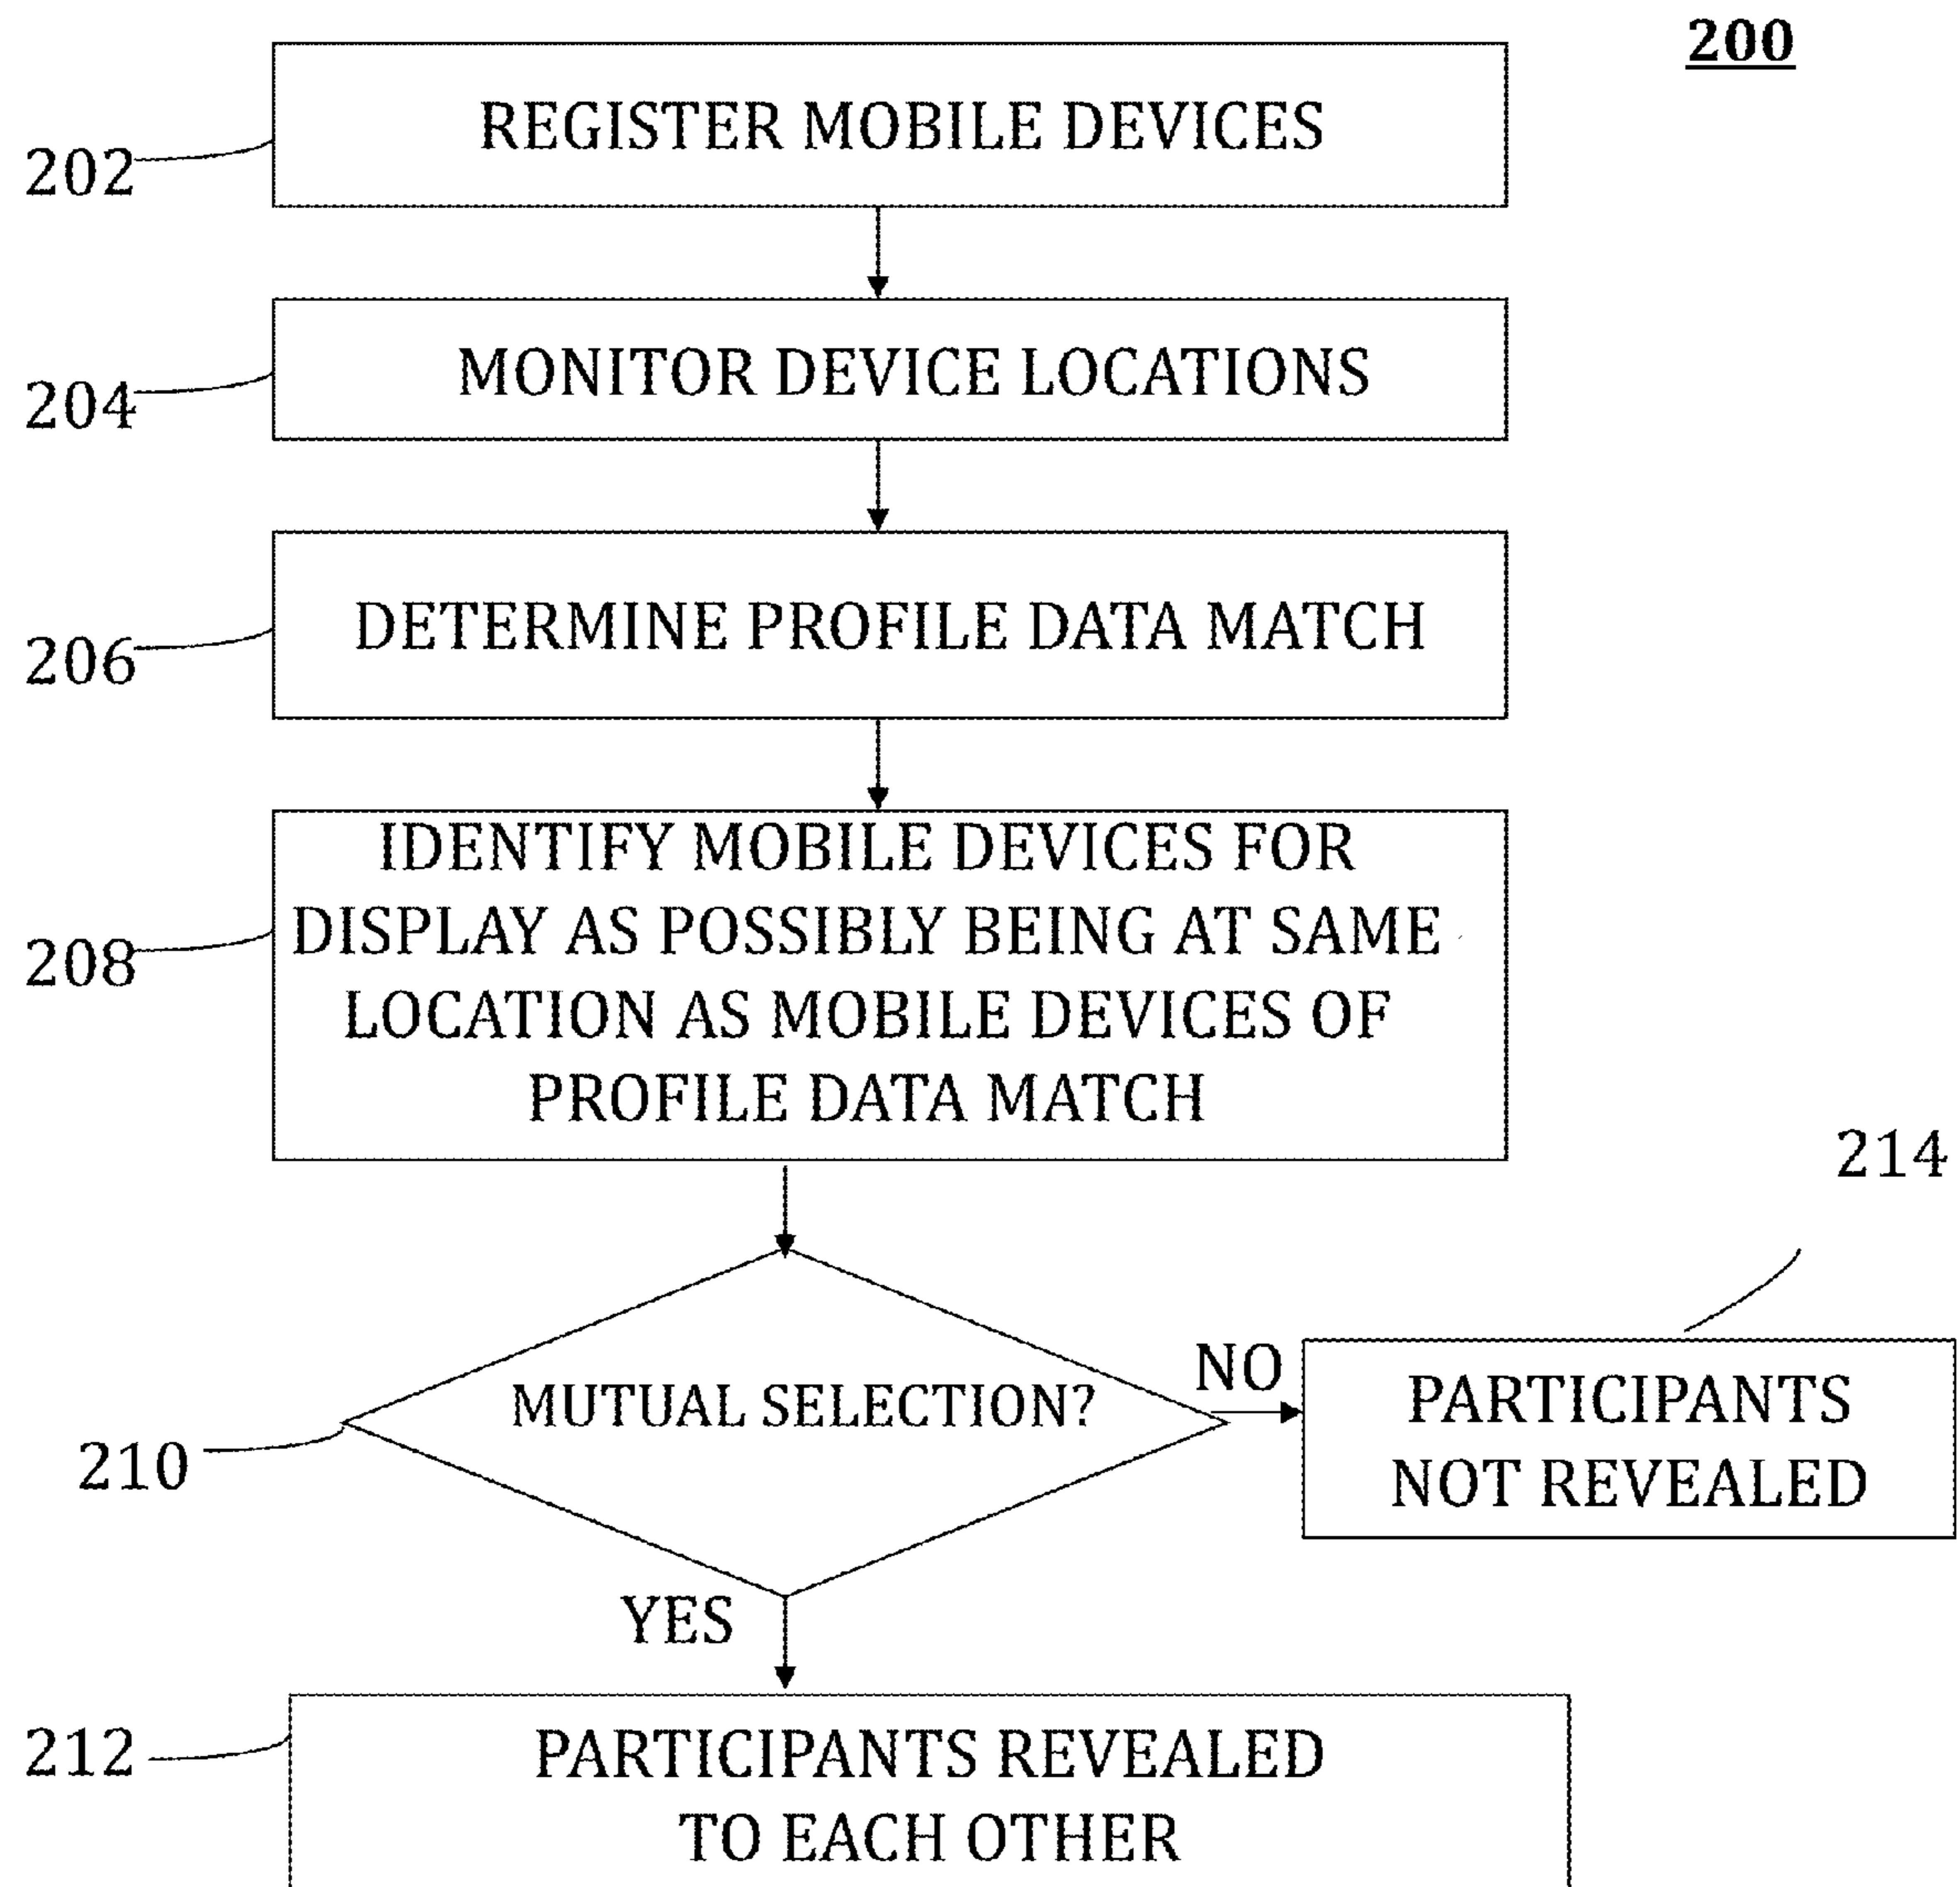 200
REGISTER MOBILE DEVICES
202
MONITOR DEVICE LOCATIONS
204
DETERMINE PROFILE DATA MATCH
206
IDENTIFY MOBILE DEVICES FOR
DISPLAY AS POSSIBLY BEING AT SAME
LOCATION AS MOBILE DEVICES OF
PROFILE DATA MATCH
208
214
MUTUAL SELECTION?
NO
PARTICIPANTS
NOT REVEALED
210
YES
212
PARTICIPANTS REVEALED
TO EACH OTHER